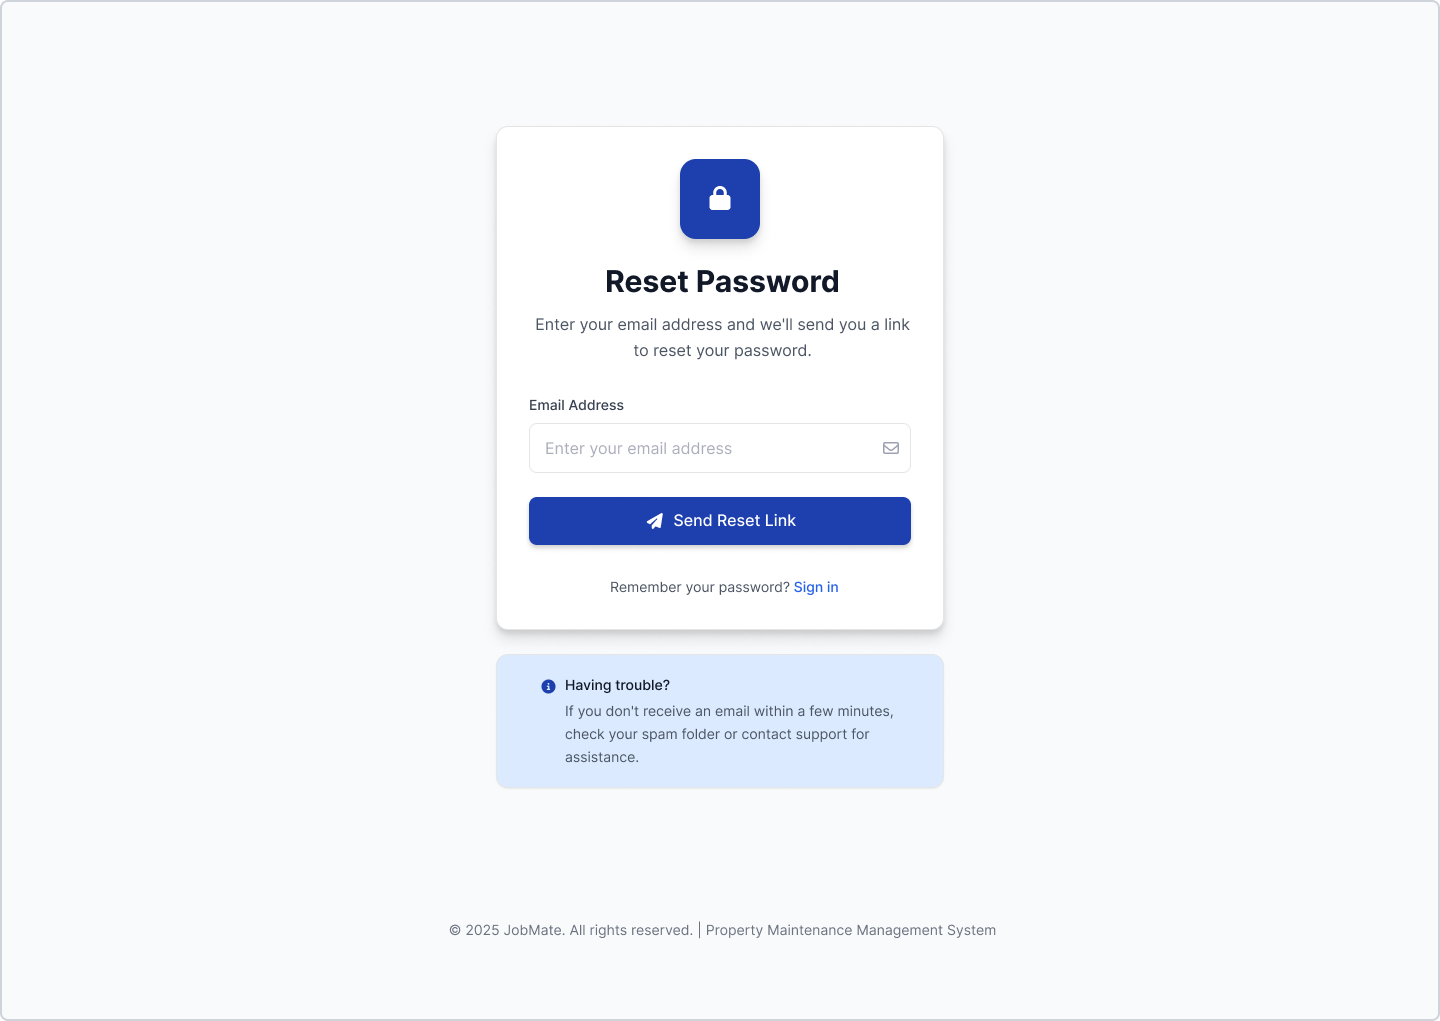 Reset Password
Enter your email address and we'll send you a link
to reset your password.
Email Address
Enter your email address
Send Reset Link
Remember your password? Sign in
Having trouble?
If you don't receive an email within a few minutes,
check your spam folder or contact support for
assistance.
© 2025 JobMate. All rights reserved. | Property Maintenance Management System